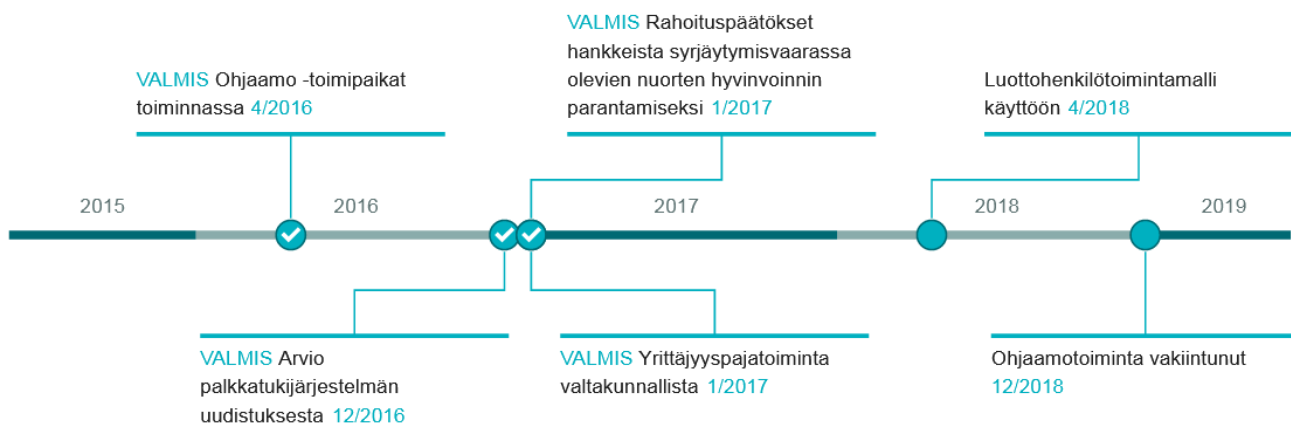 VALMIS Rahoituspäätökset
hankkeista syrjäytymisvaarassa
olevien nuorten hyvinvoinnin
parantamiseksi 1/2017
VALMIS Ohjaamo -toimipaikat
toiminnassa 4/2016
Luottohenkilötoimintamalli
käyttöön 4/2018
2015
2016
2017
2018
2019
VALMIS Arvio
palkkatukijärjestelmän
uudistuksesta 12/2016
VALMIS Yrittäjyyspajatoiminta
valtakunnallista 1/2017
Ohjaamotoiminta vakiintunut
12/2018